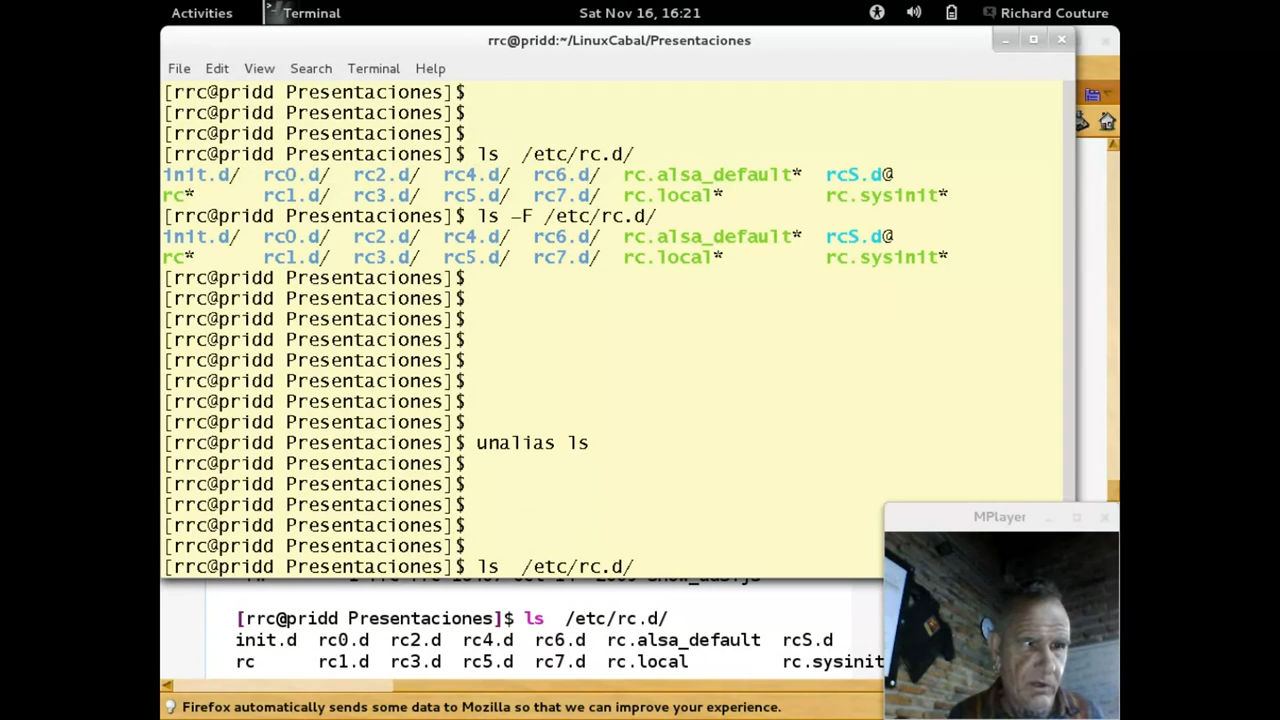 Activities Terminal Sat Nov 16, 16:21 Richard Couture
rrc@pridd:~/LinuxCabal/Presentaciones
File Edit View Search Terminal Help
[rrc@pridd Presentaciones]$
[rrc@pridd Presentaciones]$
[rrc@pridd Presentaciones]$
[rrc@pridd Presentaciones]$ ls  /etc/rc.d/
init.d/ rc0.d/ rc2.d/ rc4.d/ rc6.d/ rc.alsa_default* rcS.d@
rc* rc1.d/ rc3.d/ rc5.d/ rc7.d/ rc.local* rc.sysinit*
[rrc@pridd Presentaciones]$ ls -F /etc/rc.d/
init.d/ rc0.d/ rc2.d/ rc4.d/ rc6.d/ rc.alsa_default* rcS.d@
rc* rc1.d/ rc3.d/ rc5.d/ rc7.d/ rc.local* rc.sysinit*
[rrc@pridd Presentaciones]$
[rrc@pridd Presentaciones]$
[rrc@pridd Presentaciones]$
[rrc@pridd Presentaciones]$
[rrc@pridd Presentaciones]$
[rrc@pridd Presentaciones]$
[rrc@pridd Presentaciones]$
[rrc@pridd Presentaciones]$
[rrc@pridd Presentaciones]$ unalias ls
[rrc@pridd Presentaciones]$
[rrc@pridd Presentaciones]$
[rrc@pridd Presentaciones]$
[rrc@pridd Presentaciones]$
[rrc@pridd Presentaciones]$
[rrc@pridd Presentaciones]$ ls  /etc/rc.d/
MPlayer
[rrc@pridd Presentaciones]$ ls  /etc/rc.d/
init.d rc0.d rc2.d rc4.d rc6.d rc.alsa_default rcS.d
rc rc1.d rc3.d rc5.d rc7.d rc.local rc.sysinit
Firefox automatically sends some data to Mozilla so that we can improve your experience.